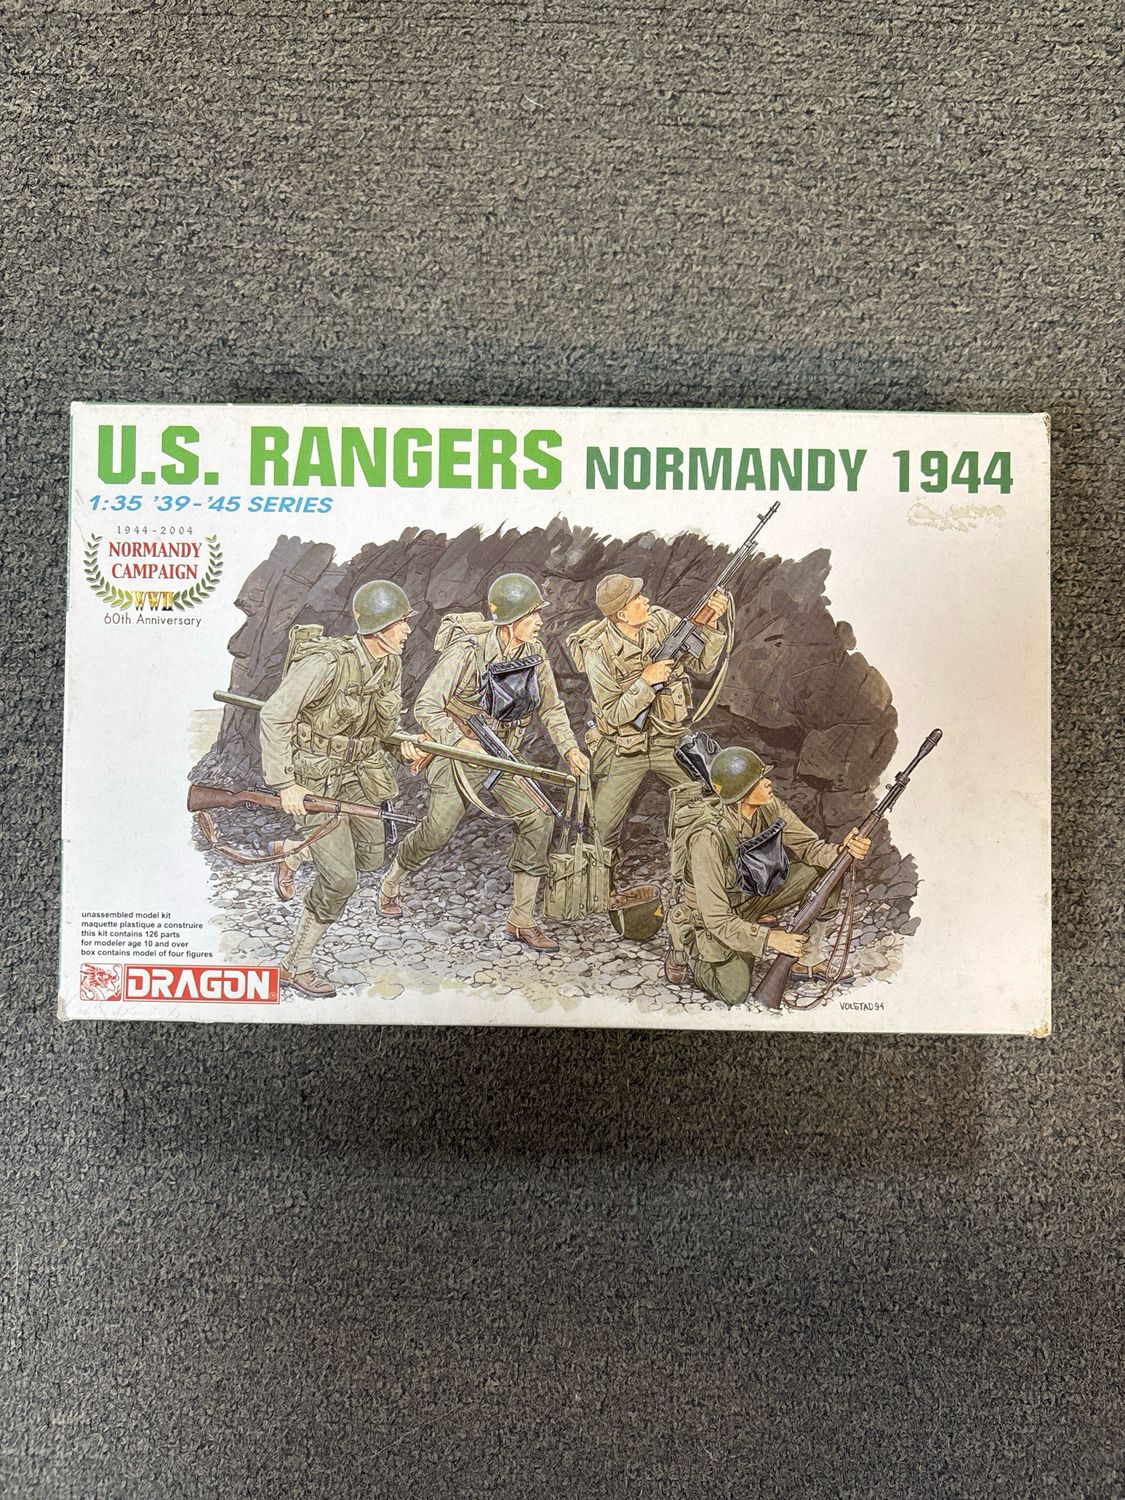 U.S. RANGERS NORMANDY 1944
1:35 '39-'45 SERIES
1944-2004
NORMANDY
CAMPAIGN
WWII
60th Anniversary
unassembled model kit
maquette plastique a construire
this kit contains 126 parts
for modeler age 10 and over
box contains model of four figures
DRAGON
VOLSTAD 94